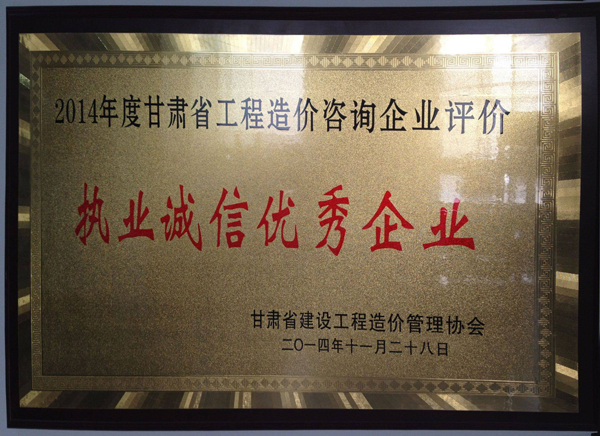 2014年度甘肃省工程造价咨询企业评价
执业诚信优秀企业
甘肃省建设工程造价管理协会
二〇一四年十一月二十八日